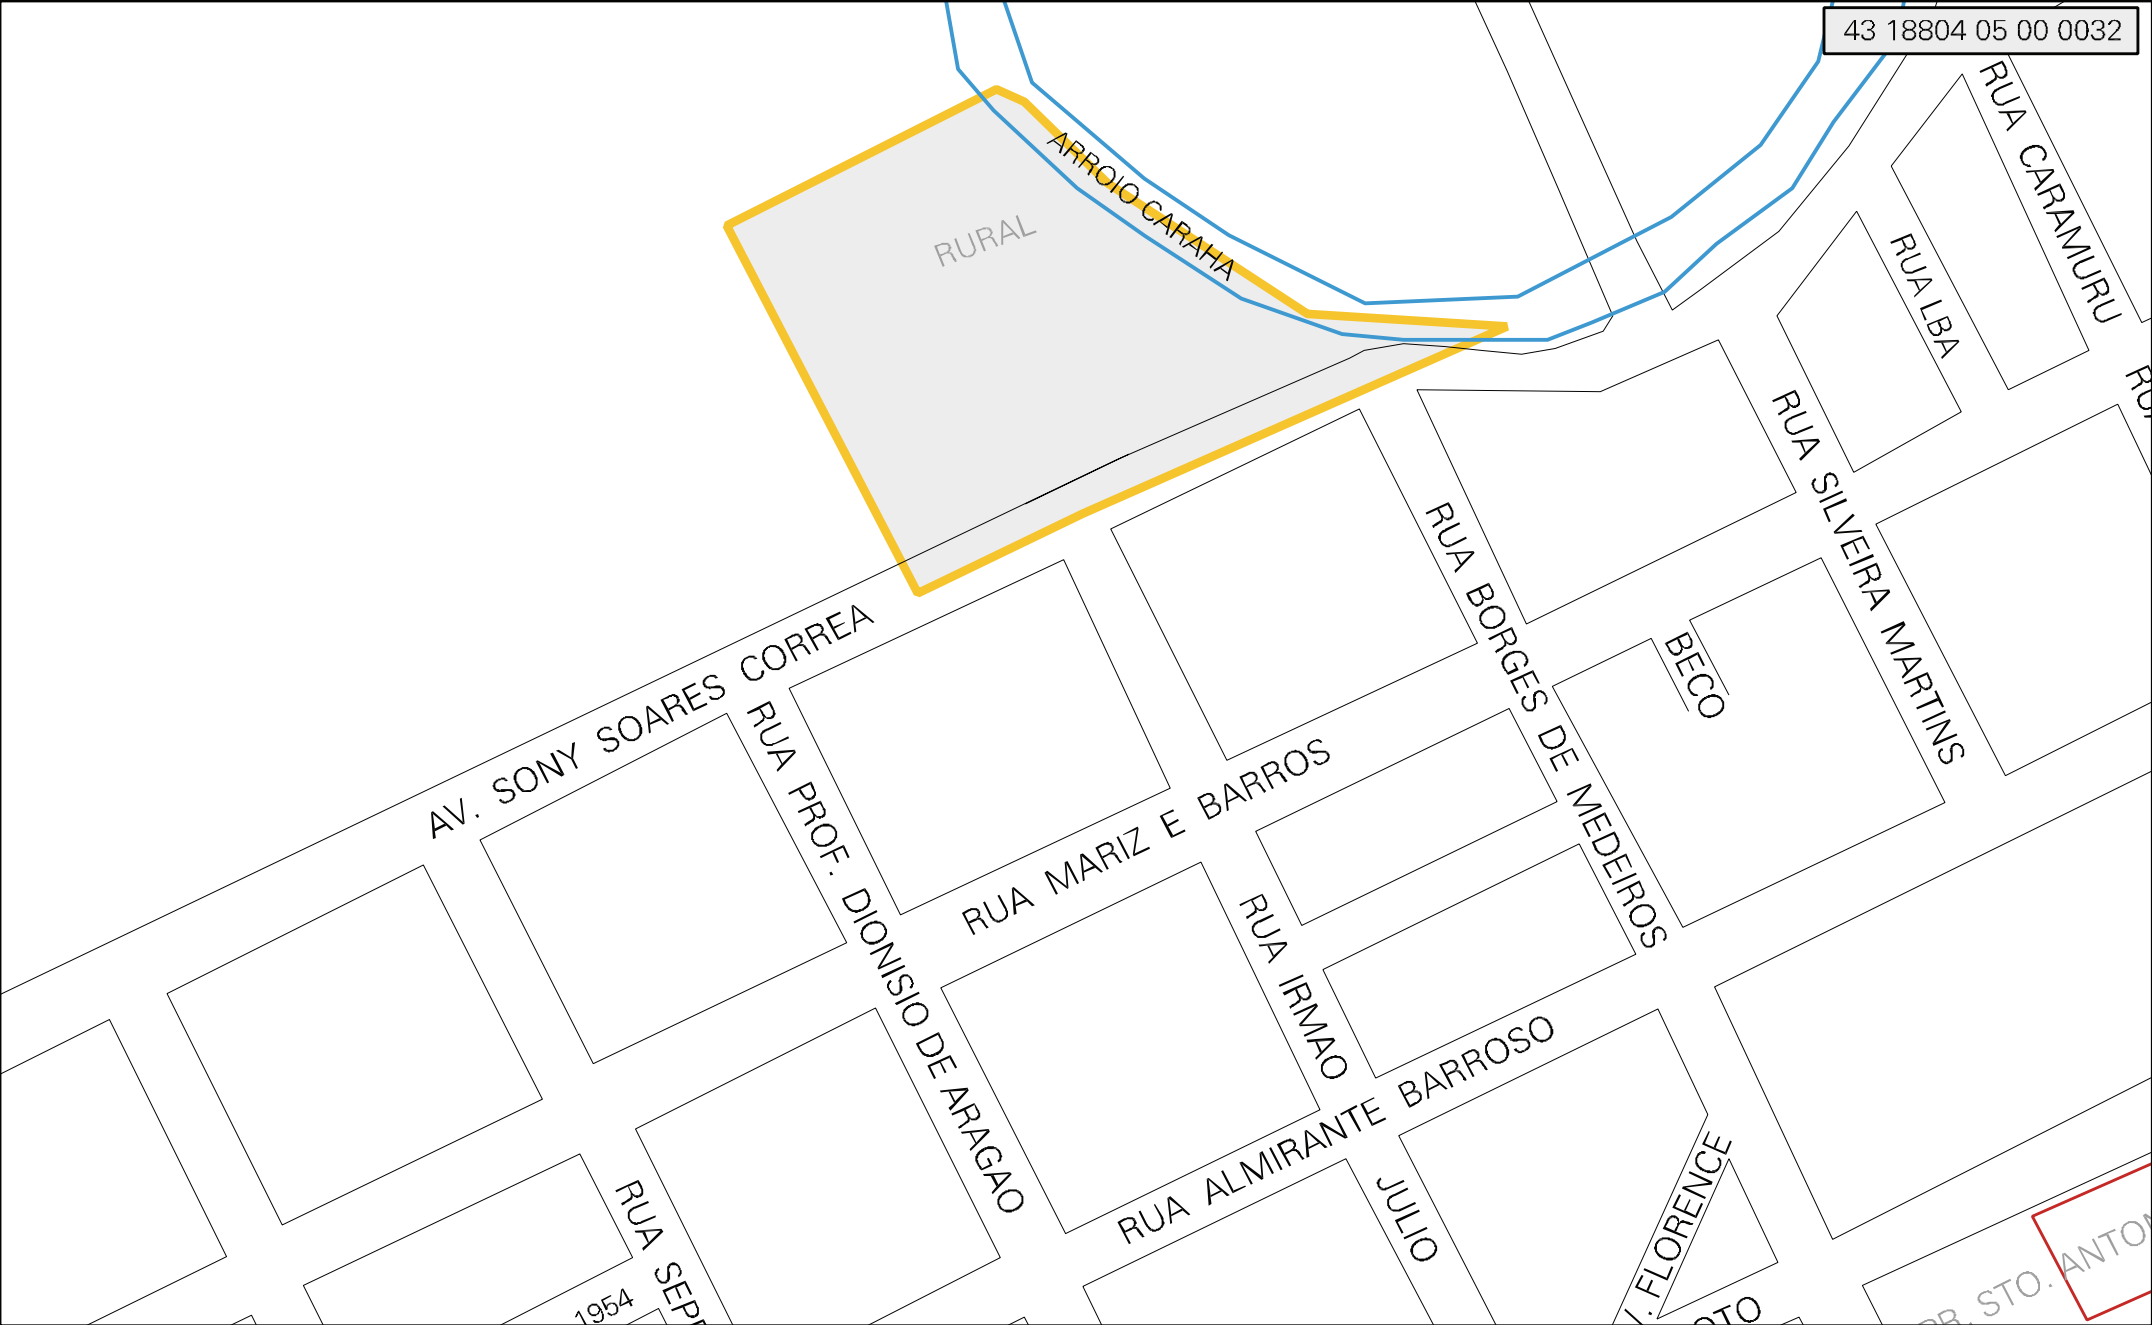 43 18804 05 00 0032
RUA CARAMURU
ARROIO CARAHA
RURAL
RUA LBA
RUA SILVEIRA MARTINS
RUA BORGES DE MEDEIROS
AV. SONY SOARES CORREA
BECO
RUA PROF. DIONISIO DE ARAGAO
RUA MARIZ E BARROS
RUA IRMAO JULIO
RUA ALMIRANTE BARROSO
RUA
1954